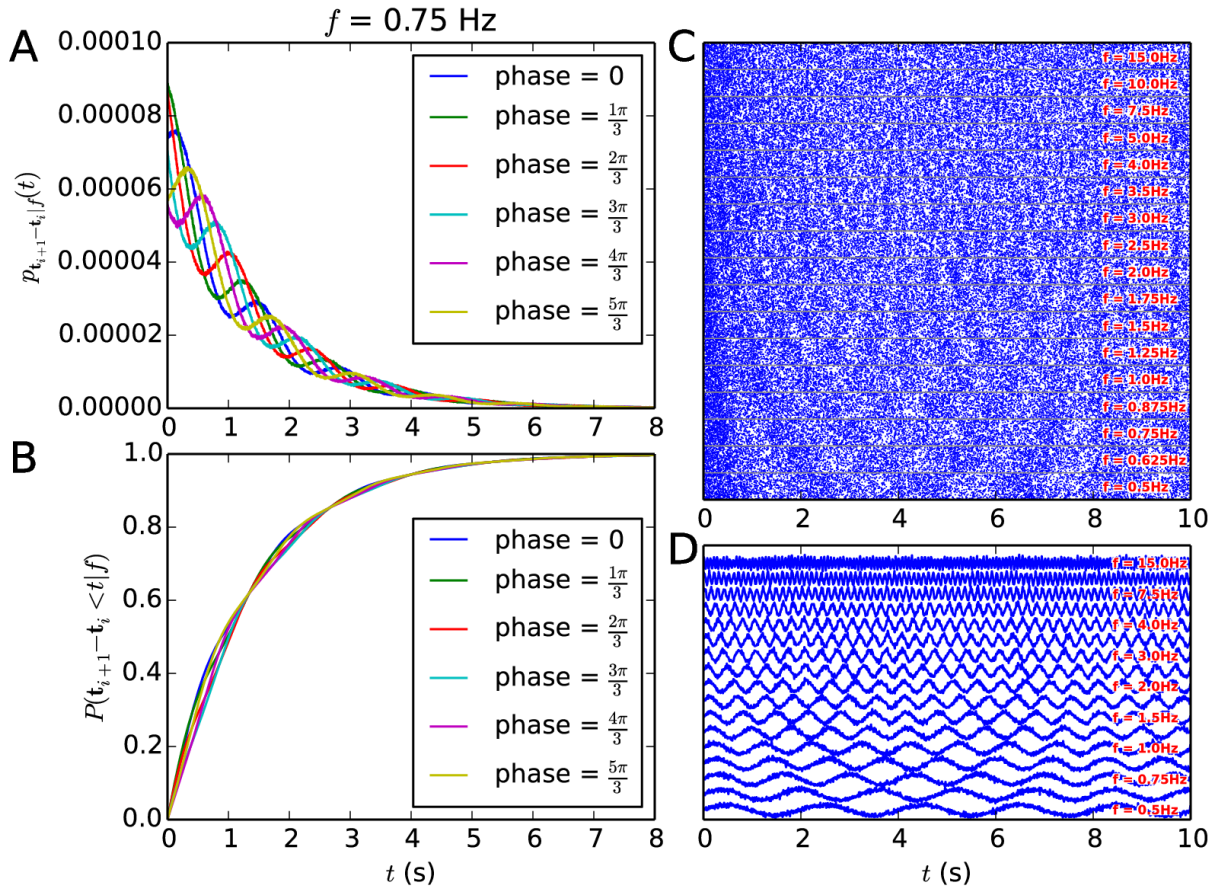 A
f = 0.75 Hz
0.00010
0.00008
0.00006
0.00004
0.00002
0.00000
p_{t_{i+1}−t_i|f}(t)
phase = 0
phase = 1π/3
phase = 2π/3
phase = 3π/3
phase = 4π/3
phase = 5π/3
0 1 2 3 4 5 6 7 8
B
1.0
0.8
0.6
0.4
0.2
0.0
P(t_{i+1}−t_i<t|f)
phase = 0
phase = 1π/3
phase = 2π/3
phase = 3π/3
phase = 4π/3
phase = 5π/3
0 1 2 3 4 5 6 7 8
t (s)
C
f = 15.0Hz
f = 10.0Hz
f = 7.5Hz
f = 5.0Hz
f = 4.0Hz
f = 3.5Hz
f = 3.0Hz
f = 2.5Hz
f = 2.0Hz
f = 1.75Hz
f = 1.5Hz
f = 1.25Hz
f = 1.0Hz
f = 0.875Hz
f = 0.75Hz
f = 0.625Hz
f = 0.5Hz
0 2 4 6 8 10
D
f = 15.0Hz
f = 7.5Hz
f = 4.0Hz
f = 3.0Hz
f = 2.0Hz
f = 1.5Hz
f = 1.0Hz
f = 0.75Hz
f = 0.5Hz
0 2 4 6 8 10
t (s)